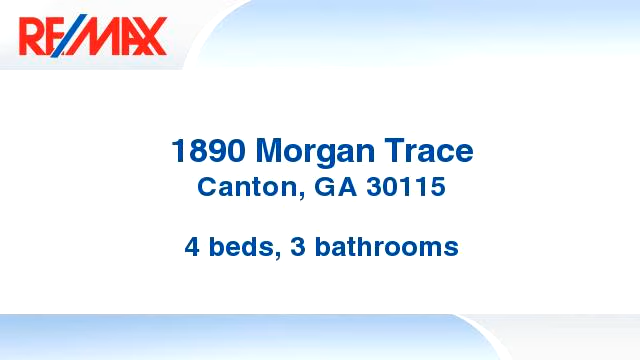 RE/MAX
1890 Morgan Trace
Canton, GA 30115
4 beds, 3 bathrooms